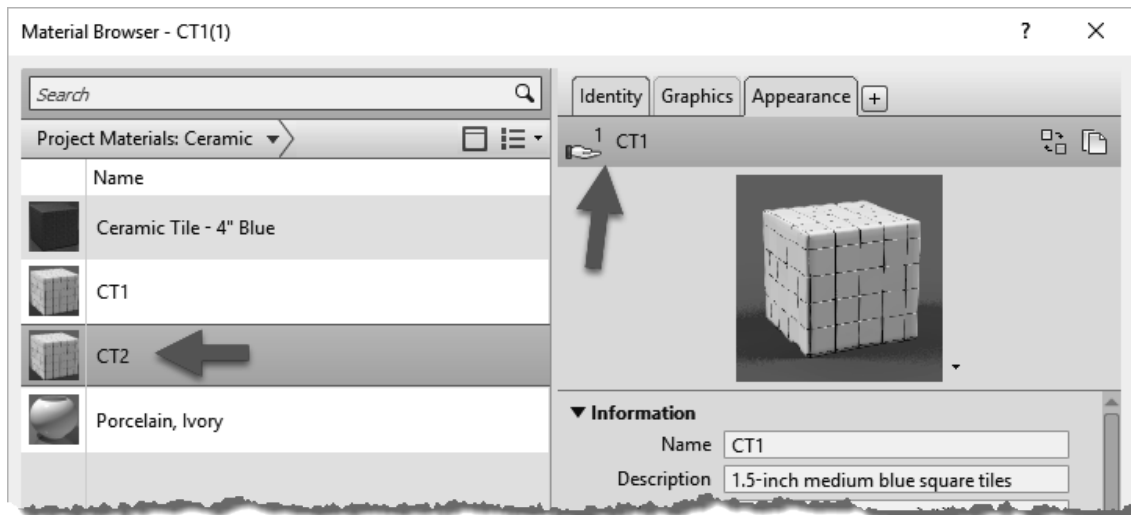 Material Browser - CT1(1)
?
Search
Project Materials: Ceramic
Name
Ceramic Tile - 4" Blue
CT1
CT2
Porcelain, Ivory
Identity Graphics Appearance +
1 CT1
Information
Name CT1
Description 1.5-inch medium blue square tiles